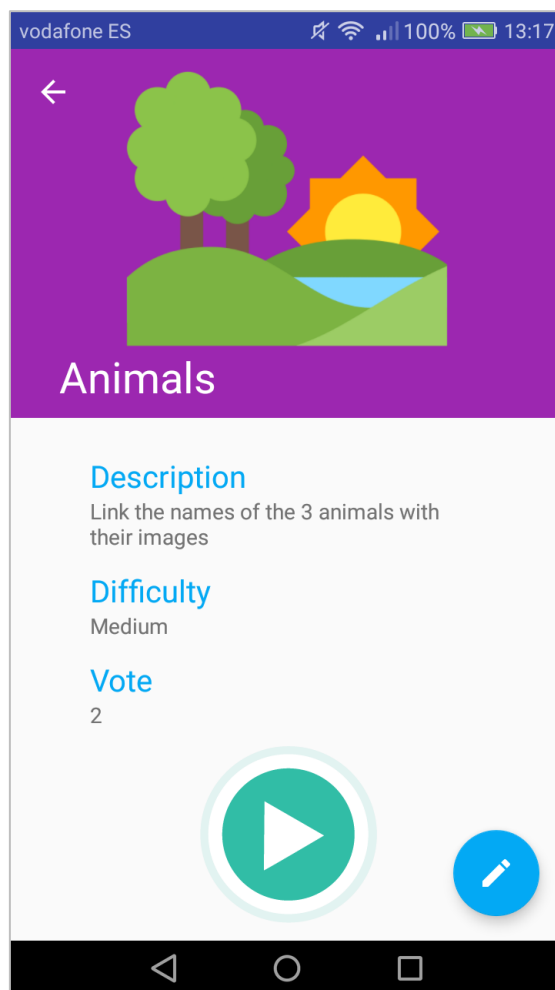 vodafone ES 100% 13:17
Animals
Description
Link the names of the 3 animals with
their images
Difficulty
Medium
Vote
2